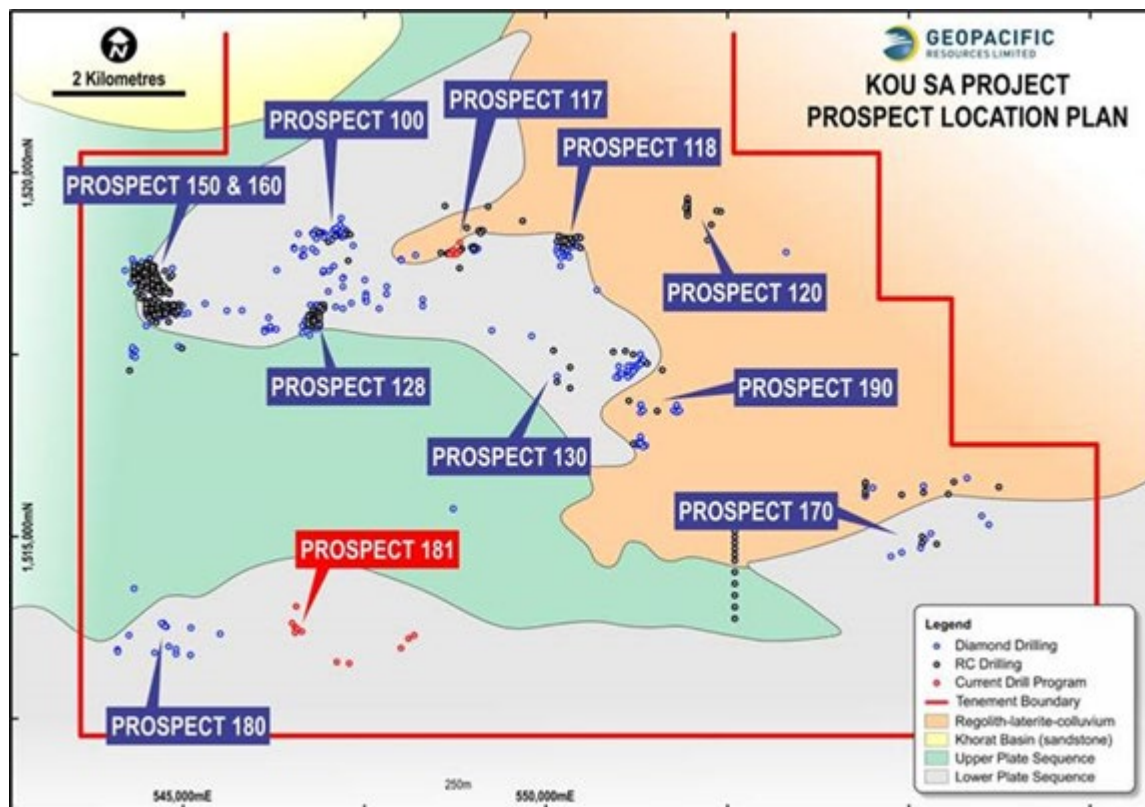 N
2 Kilometres
GEOPACIFIC
RESOURCES LIMITED
KOU SA PROJECT
PROSPECT LOCATION PLAN
PROSPECT 117
PROSPECT 100
PROSPECT 118
PROSPECT 150 & 160
1,520,000mN
PROSPECT 120
PROSPECT 128
PROSPECT 190
PROSPECT 130
PROSPECT 170
1,515,000mN
PROSPECT 181
PROSPECT 180
Legend
Diamond Drilling
RC Drilling
Current Drill Program
Tenement Boundary
Regolith-laterite-colluvium
Khorat Basin (sandstone)
Upper Plate Sequence
Lower Plate Sequence
250m
545,000mE
550,000mE